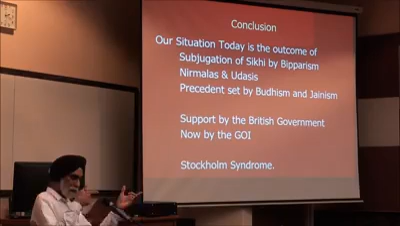 Conclusion
Our Situation Today is the outcome of
Subjugation of Sikhi by Bipparism
Nirmalas & Udasis
Precedent set by Budhism and Jainism
Support by the British Government
Now by the GOI
Stockholm Syndrome.